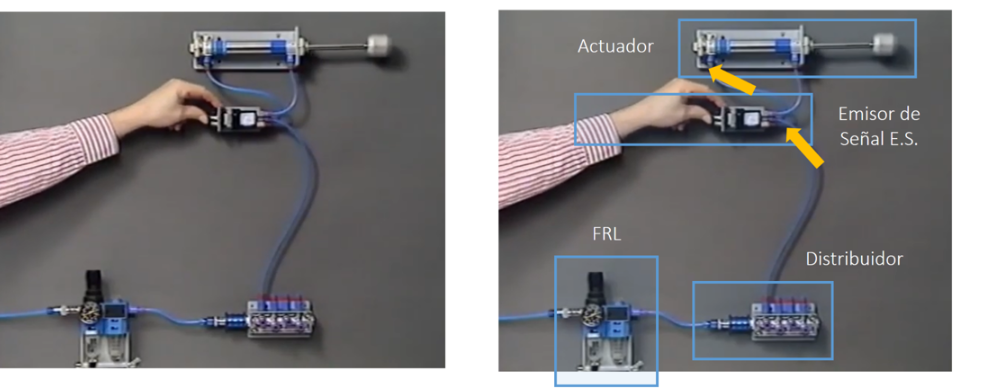 Actuador
Emisor de
Señal E.S.
FRL
Distribuidor